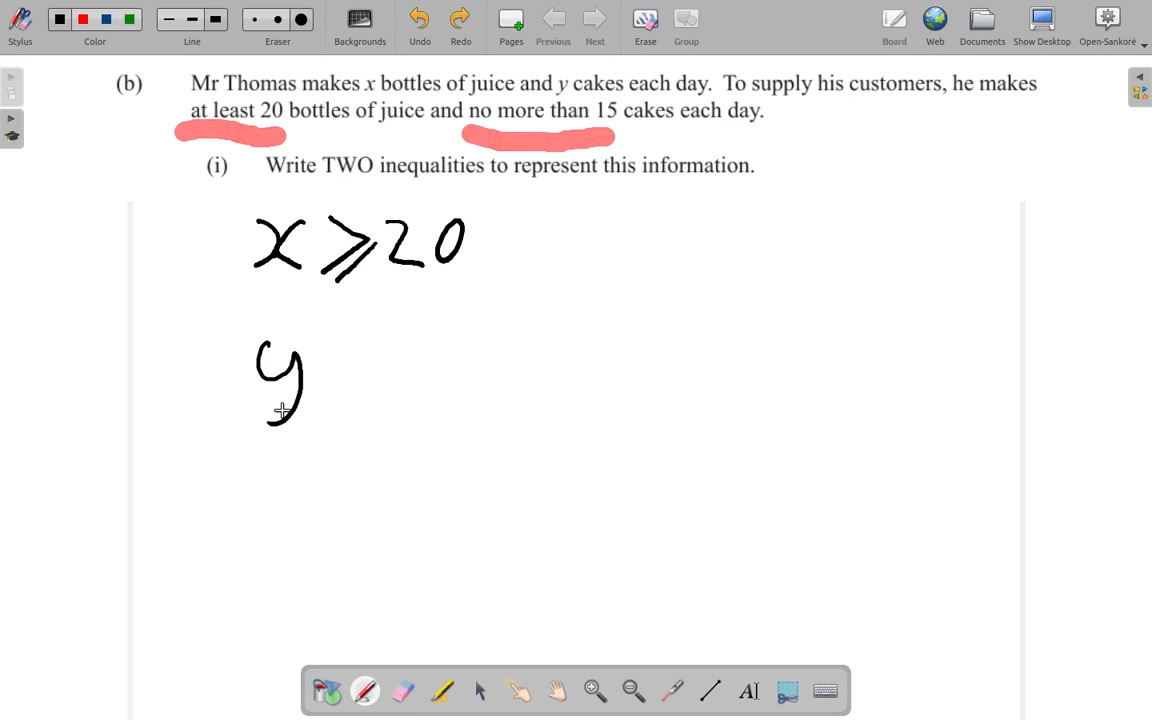 Stylus Color Line Eraser Backgrounds Undo Redo Pages Previous Next Erase Group Board Web Documents Show Desktop Open-Sankoré
(b) Mr Thomas makes x bottles of juice and y cakes each day. To supply his customers, he makes
at least 20 bottles of juice and no more than 15 cakes each day.
(i) Write TWO inequalities to represent this information.
x ⩾ 20
y
AI